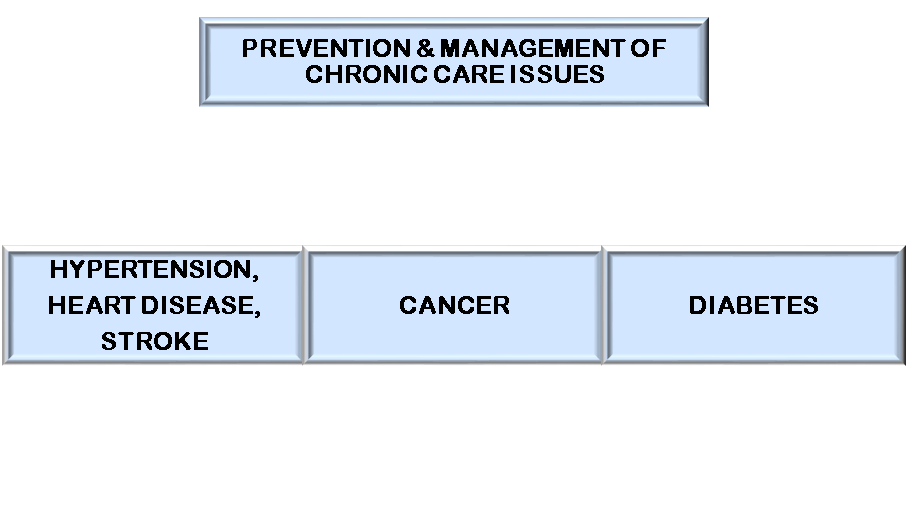 PREVENTION & MANAGEMENT OF
CHRONIC CARE ISSUES
HYPERTENSION,
HEART DISEASE,
STROKE
CANCER
DIABETES